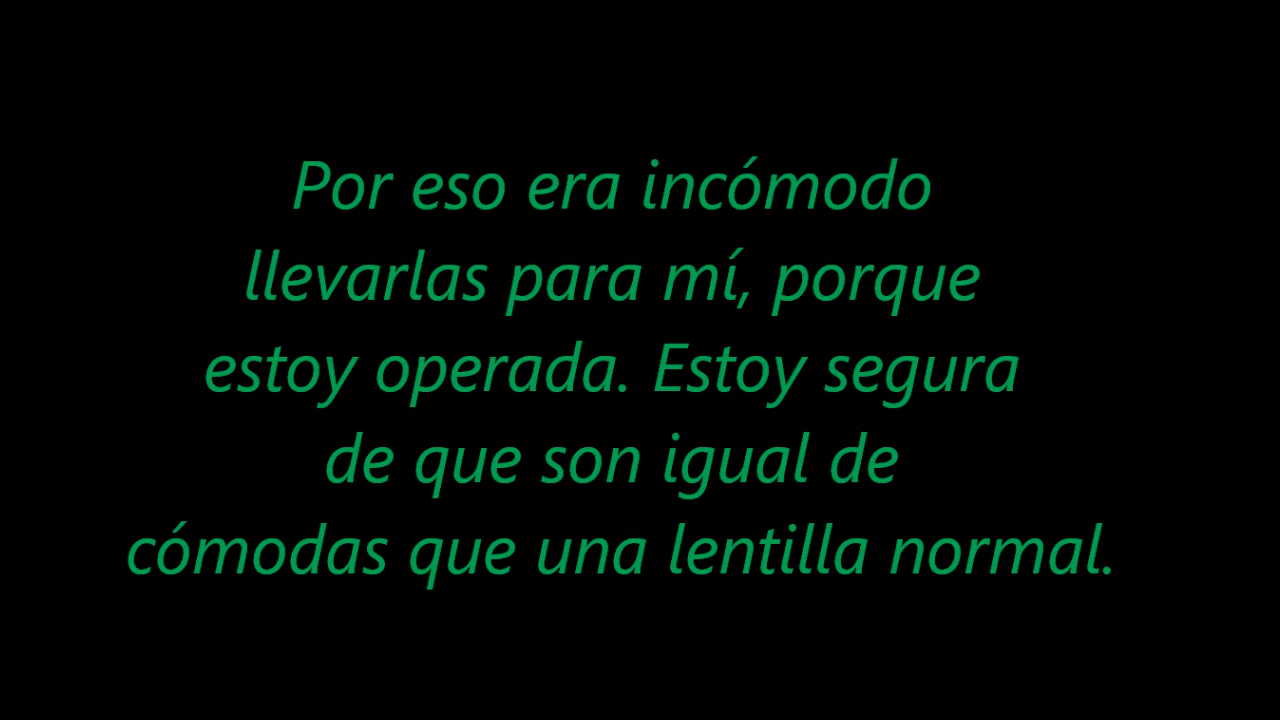 Por eso era incómodo
llevarlas para mí, porque
estoy operada. Estoy segura
de que son igual de
cómodas que una lentilla normal.